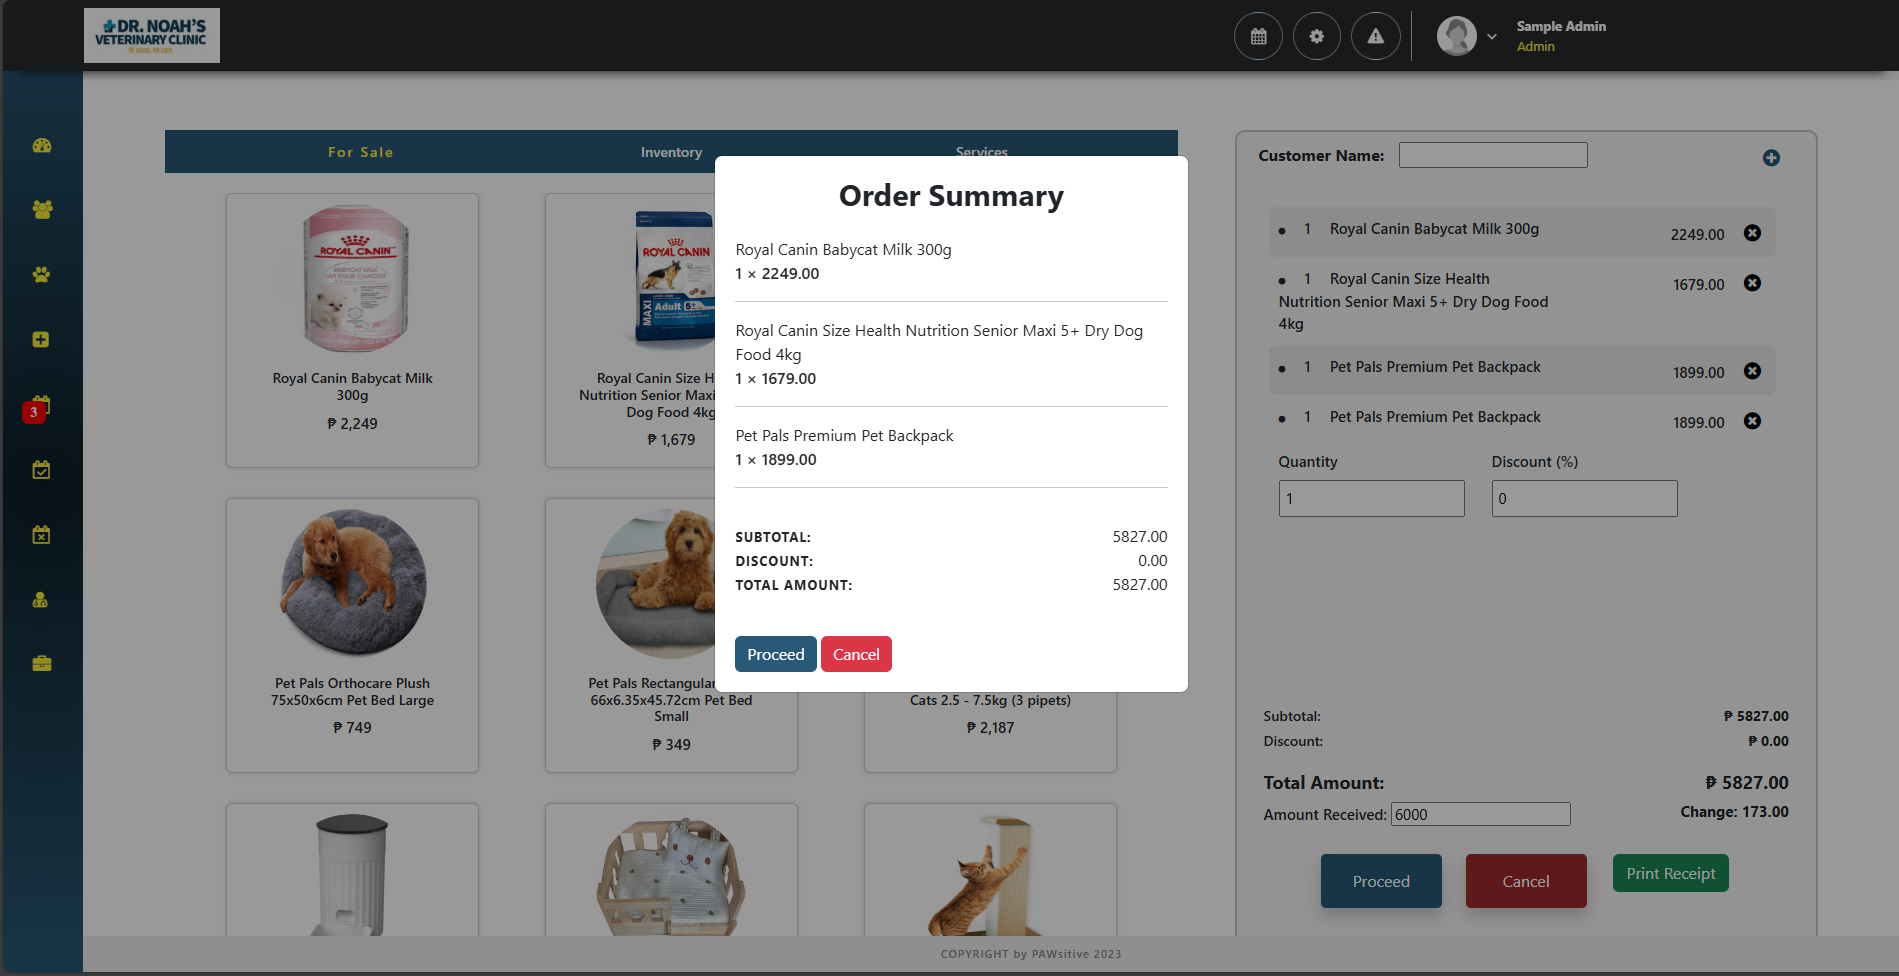 DR. NOAH'S
VETERINARY CLINIC
Sample Admin
Admin
3
For Sale
Inventory
Services
ROYAL CANIN
BABYCAT MILK
Royal Canin Babycat Milk
300g
₱ 2,249
ROYAL CANIN
MAXI
Adult 5+
Royal Canin Size H
Nutrition Senior Maxi
Dog Food 4kg
₱ 1,679
Pet Pals Orthocare Plush
75x50x6cm Pet Bed Large
₱ 749
Pet Pals Rectangular
66x6.35x45.72cm Pet Bed
Small
₱ 349
Cats 2.5 - 7.5kg (3 pipets)
₱ 2,187
Order Summary
Royal Canin Babycat Milk 300g
1 × 2249.00
Royal Canin Size Health Nutrition Senior Maxi 5+ Dry Dog
Food 4kg
1 × 1679.00
Pet Pals Premium Pet Backpack
1 × 1899.00
SUBTOTAL: 5827.00
DISCOUNT: 0.00
TOTAL AMOUNT: 5827.00
Proceed Cancel
Customer Name:
1 Royal Canin Babycat Milk 300g 2249.00
1 Royal Canin Size Health 1679.00
Nutrition Senior Maxi 5+ Dry Dog Food
4kg
1 Pet Pals Premium Pet Backpack 1899.00
1 Pet Pals Premium Pet Backpack 1899.00
Quantity Discount (%)
1 0
Subtotal: ₱ 5827.00
Discount: ₱ 0.00
Total Amount: ₱ 5827.00
Amount Received: 6000 Change: 173.00
Proceed Cancel Print Receipt
COPYRIGHT by PAWsitive 2023